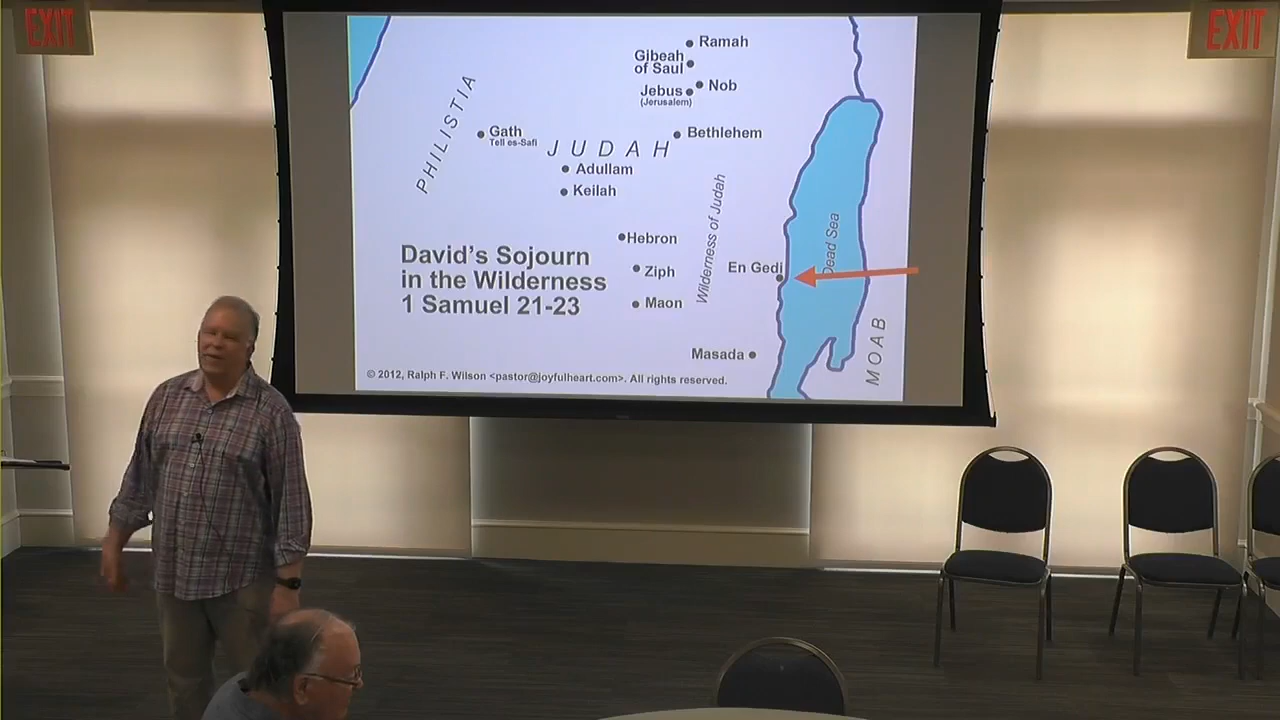 EXIT
EXIT
Ramah
Gibeah
of Saul
Nob
Jebus
(Jerusalem)
PHILISTIA
Gath
Tell es-Safi
JUDAH
Bethlehem
Adullam
Keilah
Wilderness of Judah
Dead Sea
Hebron
David's Sojourn
in the Wilderness
1 Samuel 21-23
Ziph
En Gedi
Maon
MOAB
Masada
© 2012, Ralph F. Wilson <pastor@joyfulheart.com>. All rights reserved.